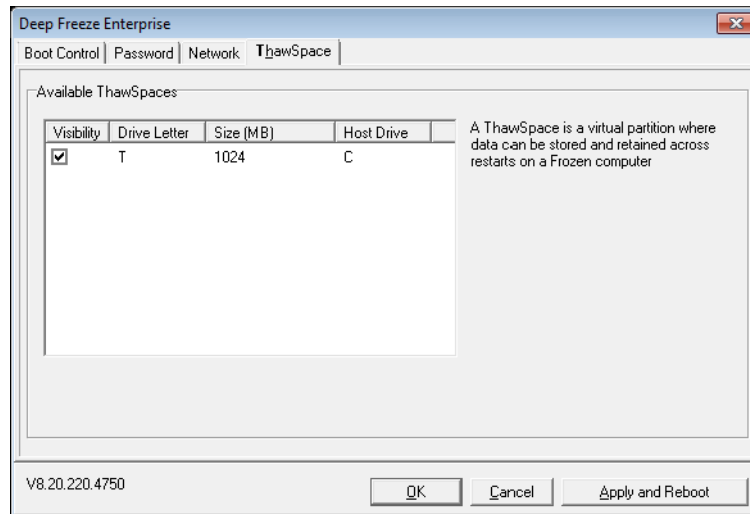 Deep Freeze Enterprise
Boot Control Password Network ThawSpace
Available ThawSpaces
Visibility Drive Letter Size (MB) Host Drive
T 1024 C
A ThawSpace is a virtual partition where
data can be stored and retained across
restarts on a Frozen computer
V8.20.220.4750
OK Cancel Apply and Reboot